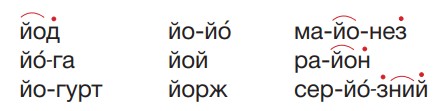 йод йо-йо́ ма-йо-нез
йо́-га йой ра-йон
йо-гурт йорж сер-йо́-зний